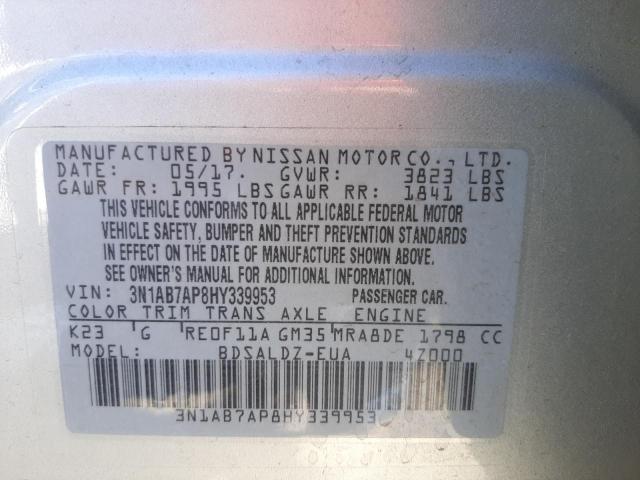 MANUFACTURED BY NISSAN MOTOR CO., LTD.
DATE: 05/17. GVWR: 3823 LBS
GAWR FR: 1995 LBS GAWR RR: 1841 LBS
THIS VEHICLE CONFORMS TO ALL APPLICABLE FEDERAL MOTOR
VEHICLE SAFETY, BUMPER AND THEFT PREVENTION STANDARDS
IN EFFECT ON THE DATE OF MANUFACTURE SHOWN ABOVE.
SEE OWNER'S MANUAL FOR ADDITIONAL INFORMATION.
VIN: 3N1AB7AP8HY339953 PASSENGER CAR.
COLOR TRIM TRANS AXLE ENGINE
K23 G RE0F11A GM35 MRA8DE 1798 CC
MODEL: BDSALDZ-EUA 4Z000
3N1AB7AP8HY339953